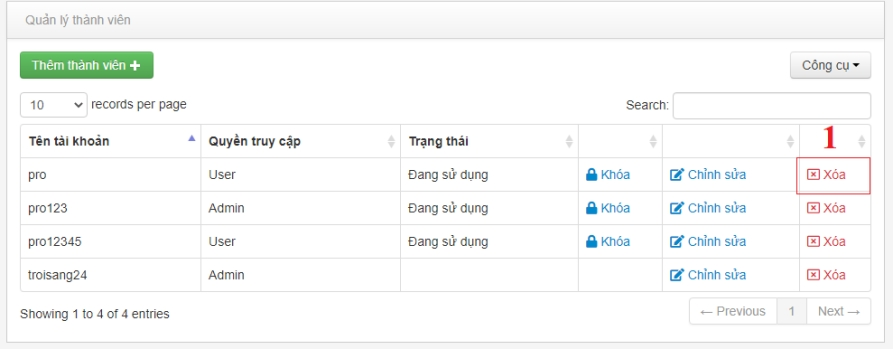 Quản lý thành viên
Thêm thành viên +
Công cụ
10 records per page
Search:
Tên tài khoản Quyền truy cập Trạng thái 1
pro User Đang sử dụng Khóa Chỉnh sửa Xóa
pro123 Admin Đang sử dụng Khóa Chỉnh sửa Xóa
pro12345 User Đang sử dụng Khóa Chỉnh sửa Xóa
troisang24 Admin Chỉnh sửa Xóa
Showing 1 to 4 of 4 entries
← Previous 1 Next →